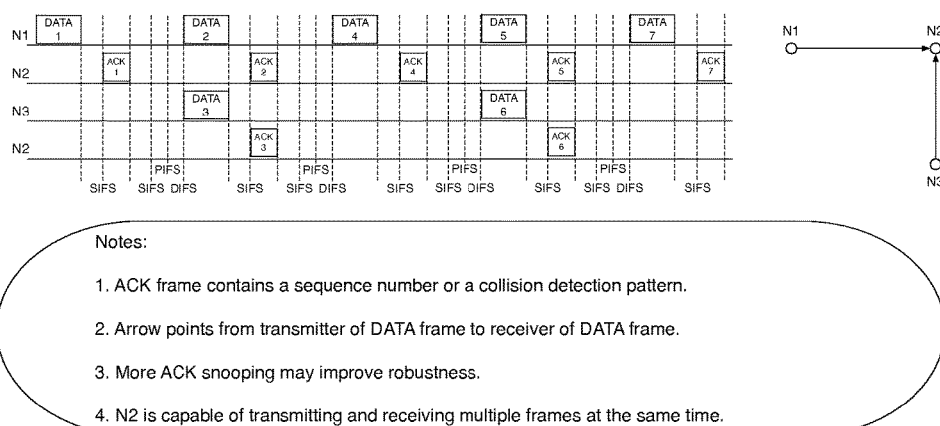 N1 DATA 1 DATA 2 DATA 4 DATA 5 DATA 7
N2 ACK 1 ACK 2 ACK 4 ACK 5 ACK 7
N3 DATA 3 DATA 6
N2 ACK 3 ACK 6
PIFS PIFS PIFS PIFS
SIFS SIFS DIFS SIFS SIFS DIFS SIFS SIFS DIFS SIFS SIFS DIFS SIFS
N1 N2
N3
Notes:
1. ACK frame contains a sequence number or a collision detection pattern.
2. Arrow points from transmitter of DATA frame to receiver of DATA frame.
3. More ACK snooping may improve robustness.
4. N2 is capable of transmitting and receiving multiple frames at the same time.